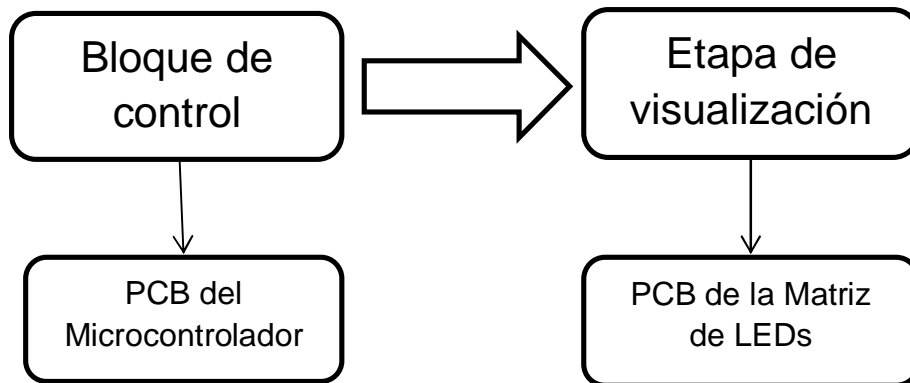 Bloque de
control
Etapa de
visualización
PCB del
Microcontrolador
PCB de la Matriz
de LEDs